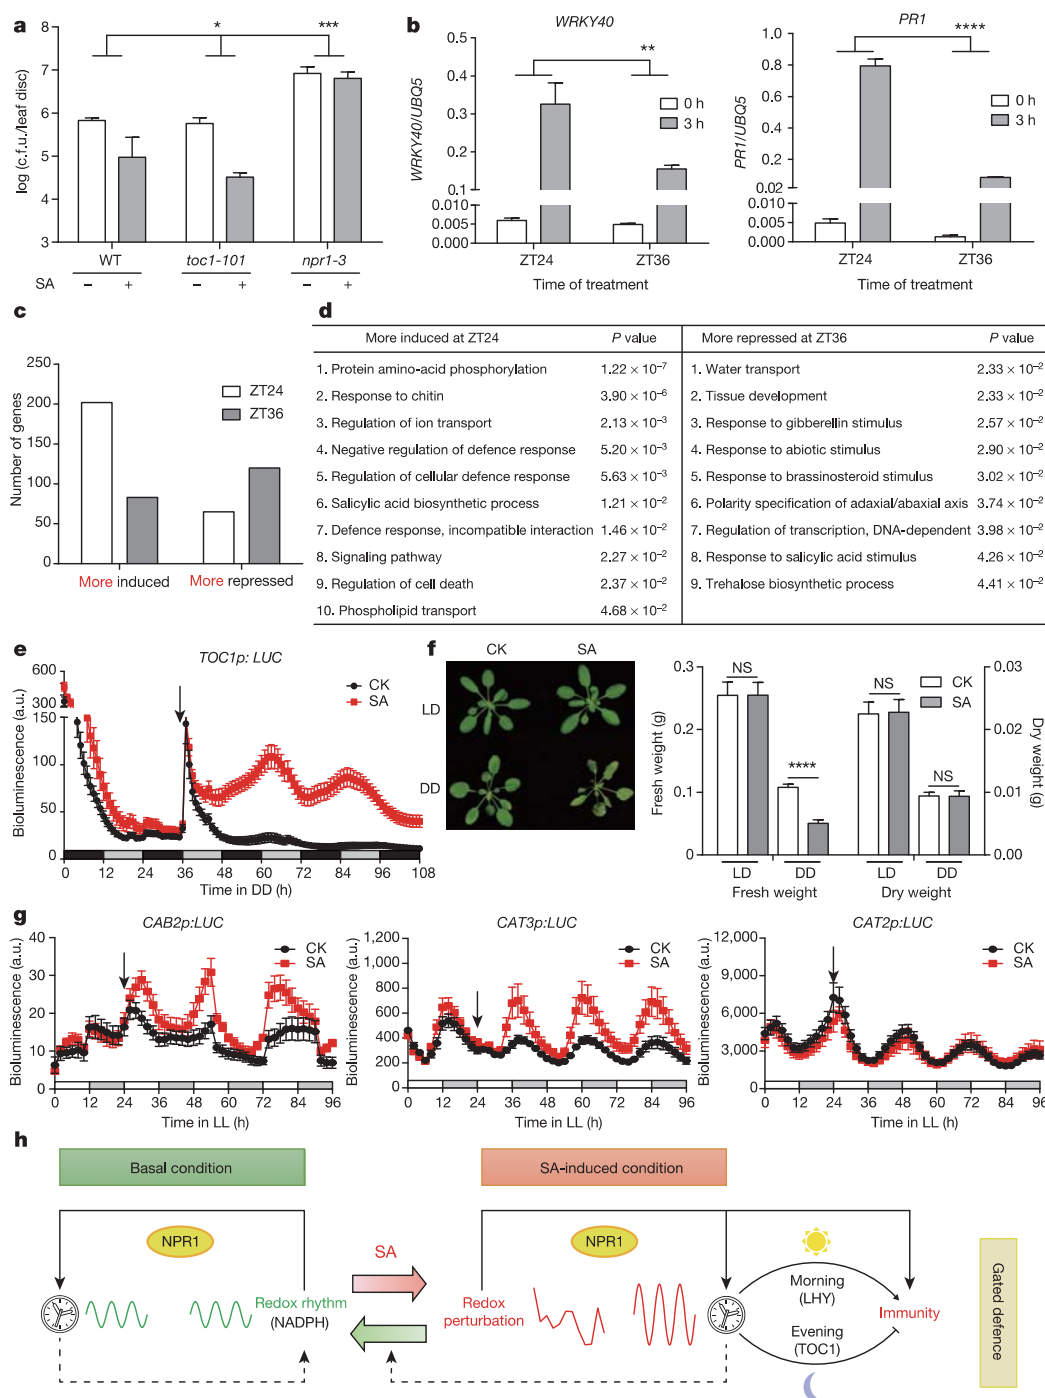 a
* ***
8
7
6
5
4
3
log (c.f.u./leaf disc)
WT toc1-101 npr1-3
SA – + – + – +
b
WRKY40
0.5
0.4
0.3
0.2
0.1
0.010
0.005
0.000
WRKY40/UBQ5
**
0 h
3 h
ZT24 ZT36
Time of treatment
PR1
1.0
0.8
0.6
0.4
0.2
0.02
0.010
0.005
0.000
PR1/UBQ5
****
0 h
3 h
ZT24 ZT36
Time of treatment
c
250
200
150
100
50
0
Number of genes
ZT24
ZT36
More induced More repressed
d
More induced at ZT24 P value More repressed at ZT36 P value
1. Protein amino-acid phosphorylation 1.22 × 10⁻⁷ 1. Water transport 2.33 × 10⁻²
2. Response to chitin 3.90 × 10⁻⁶ 2. Tissue development 2.33 × 10⁻²
3. Regulation of ion transport 2.13 × 10⁻³ 3. Response to gibberellin stimulus 2.57 × 10⁻²
4. Negative regulation of defence response 5.20 × 10⁻³ 4. Response to abiotic stimulus 2.90 × 10⁻²
5. Regulation of cellular defence response 5.63 × 10⁻³ 5. Response to brassinosteroid stimulus 3.02 × 10⁻²
6. Salicylic acid biosynthetic process 1.21 × 10⁻² 6. Polarity specification of adaxial/abaxial axis 3.74 × 10⁻²
7. Defence response, incompatible interaction 1.46 × 10⁻² 7. Regulation of transcription, DNA-dependent 3.98 × 10⁻²
8. Signaling pathway 2.27 × 10⁻² 8. Response to salicylic acid stimulus 4.26 × 10⁻²
9. Regulation of cell death 2.37 × 10⁻² 9. Trehalose biosynthetic process 4.41 × 10⁻²
10. Phospholipid transport 4.68 × 10⁻²
e
TOC1p: LUC
600
300
150
100
50
0
Bioluminescence (a.u.)
CK
SA
0 12 24 36 48 60 72 84 96 108
Time in DD (h)
f
CK SA
LD
DD
0.3
0.2
0.1
0
Fresh weight (g)
NS
****
NS
NS
CK
SA
0.03
0.02
0.01
0.00
Dry weight (g)
LD DD LD DD
Fresh weight Dry weight
g
CAB2p:LUC
40
30
20
10
0
Bioluminescence (a.u.)
CK
SA
0 12 24 36 48 60 72 84 96
Time in LL (h)
CAT3p:LUC
1,200
1,000
800
600
400
200
0
Bioluminescence (a.u.)
CK
SA
0 12 24 36 48 60 72 84 96
Time in LL (h)
CAT2p:LUC
12,000
9,000
6,000
3,000
0
Bioluminescence (a.u.)
CK
SA
0 12 24 36 48 60 72 84 96
Time in LL (h)
h
Basal condition
SA-induced condition
NPR1
SA
NPR1
Redox rhythm
(NADPH)
Redox
perturbation
Morning
(LHY)
Evening
(TOC1)
Immunity
Gated defence